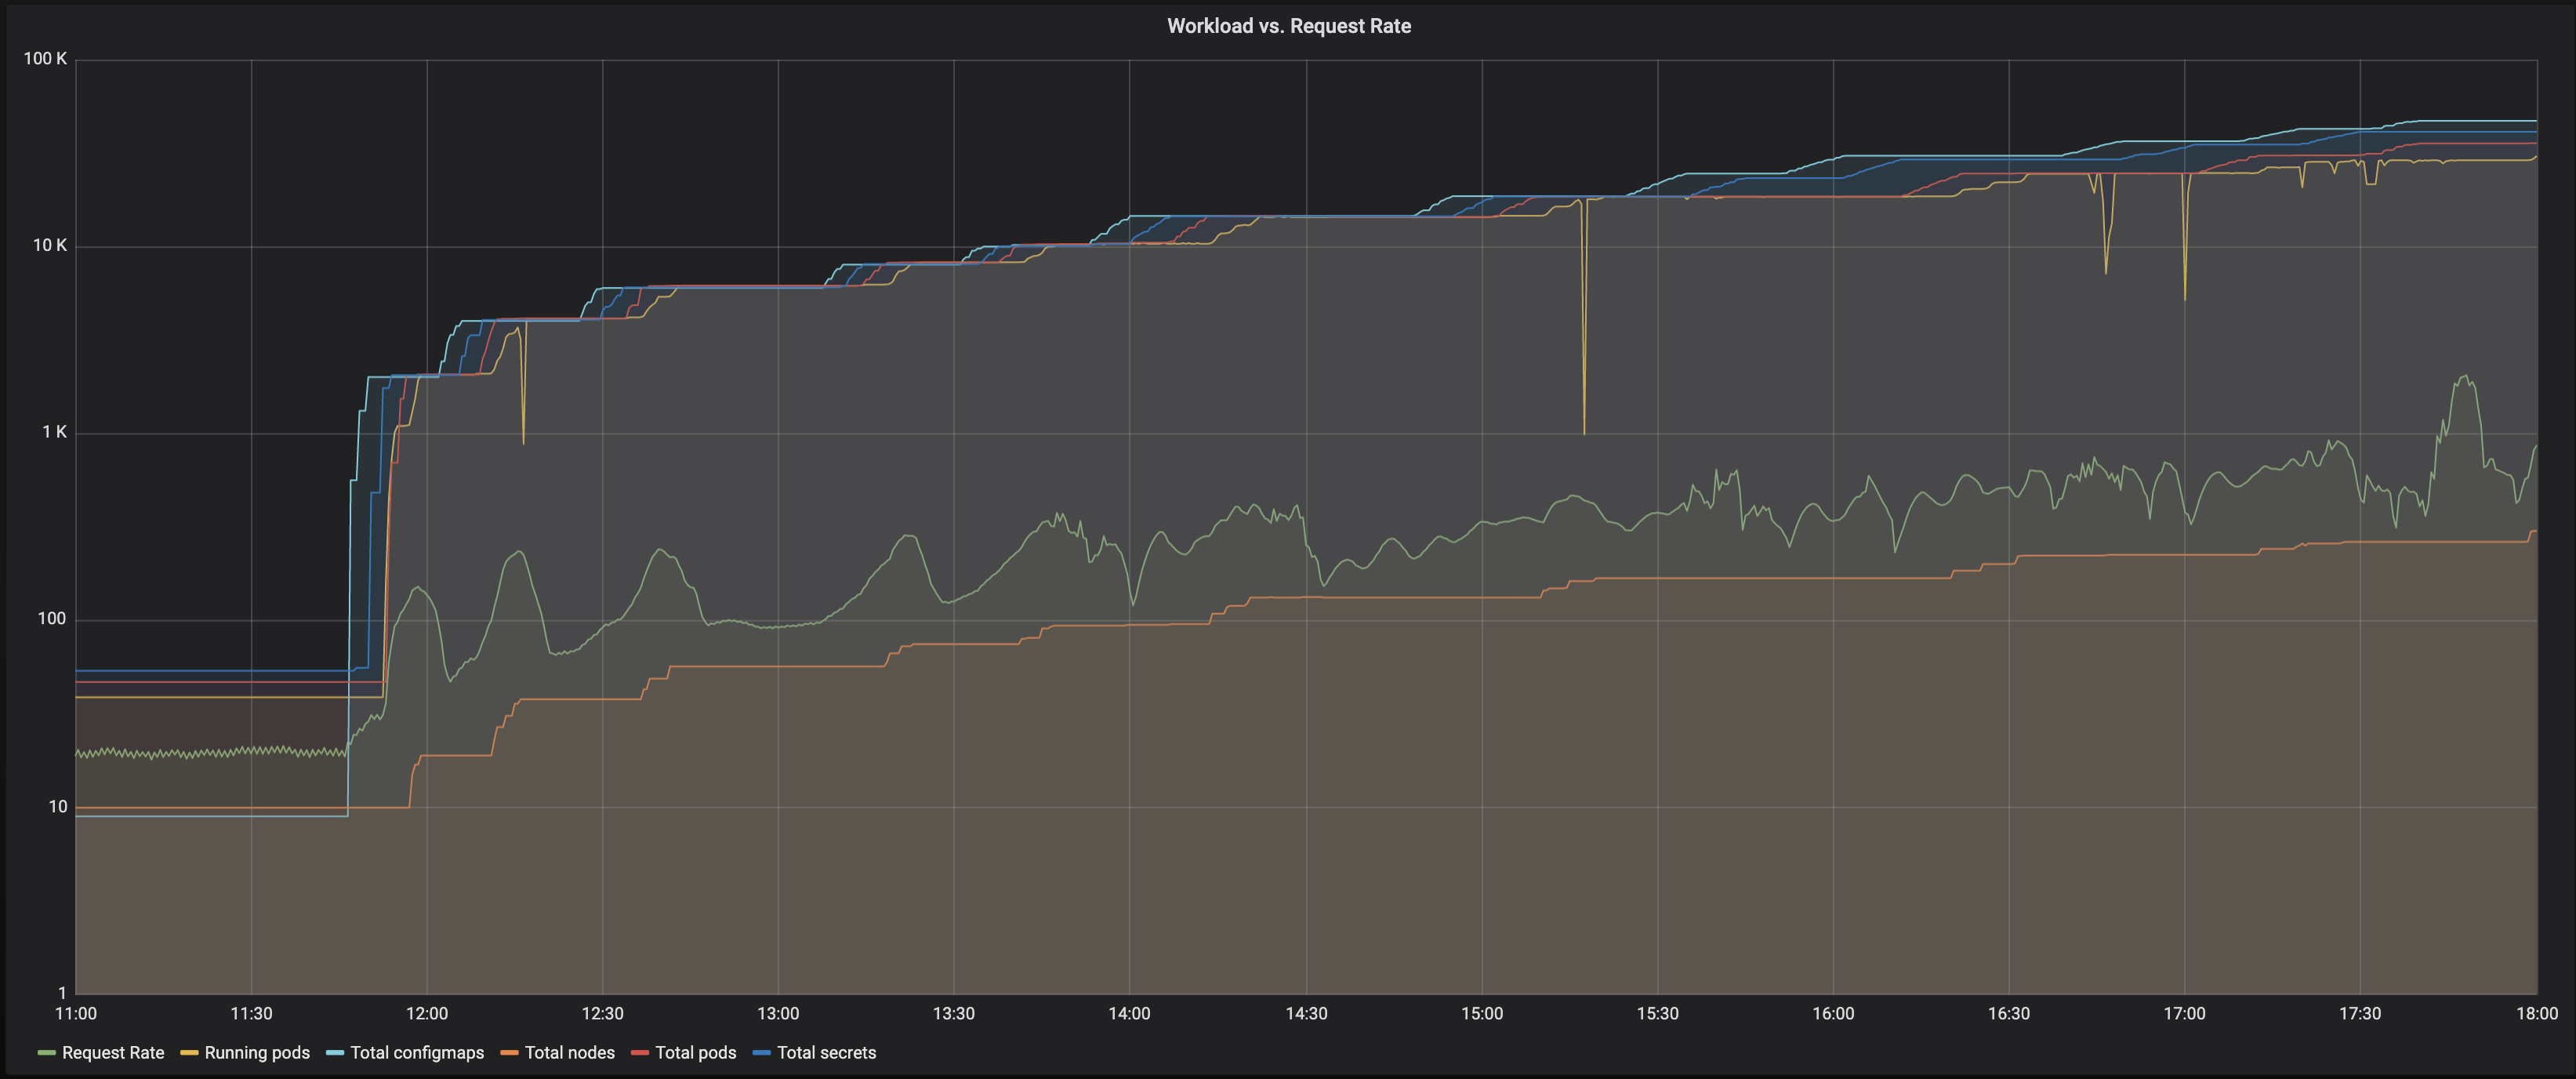 Workload vs. Request Rate
100 K
10 K
1 K
100
10
1
11:00 11:30 12:00 12:30 13:00 13:30 14:00 14:30 15:00 15:30 16:00 16:30 17:00 17:30 18:00
Request Rate Running pods Total configmaps Total nodes Total pods Total secrets